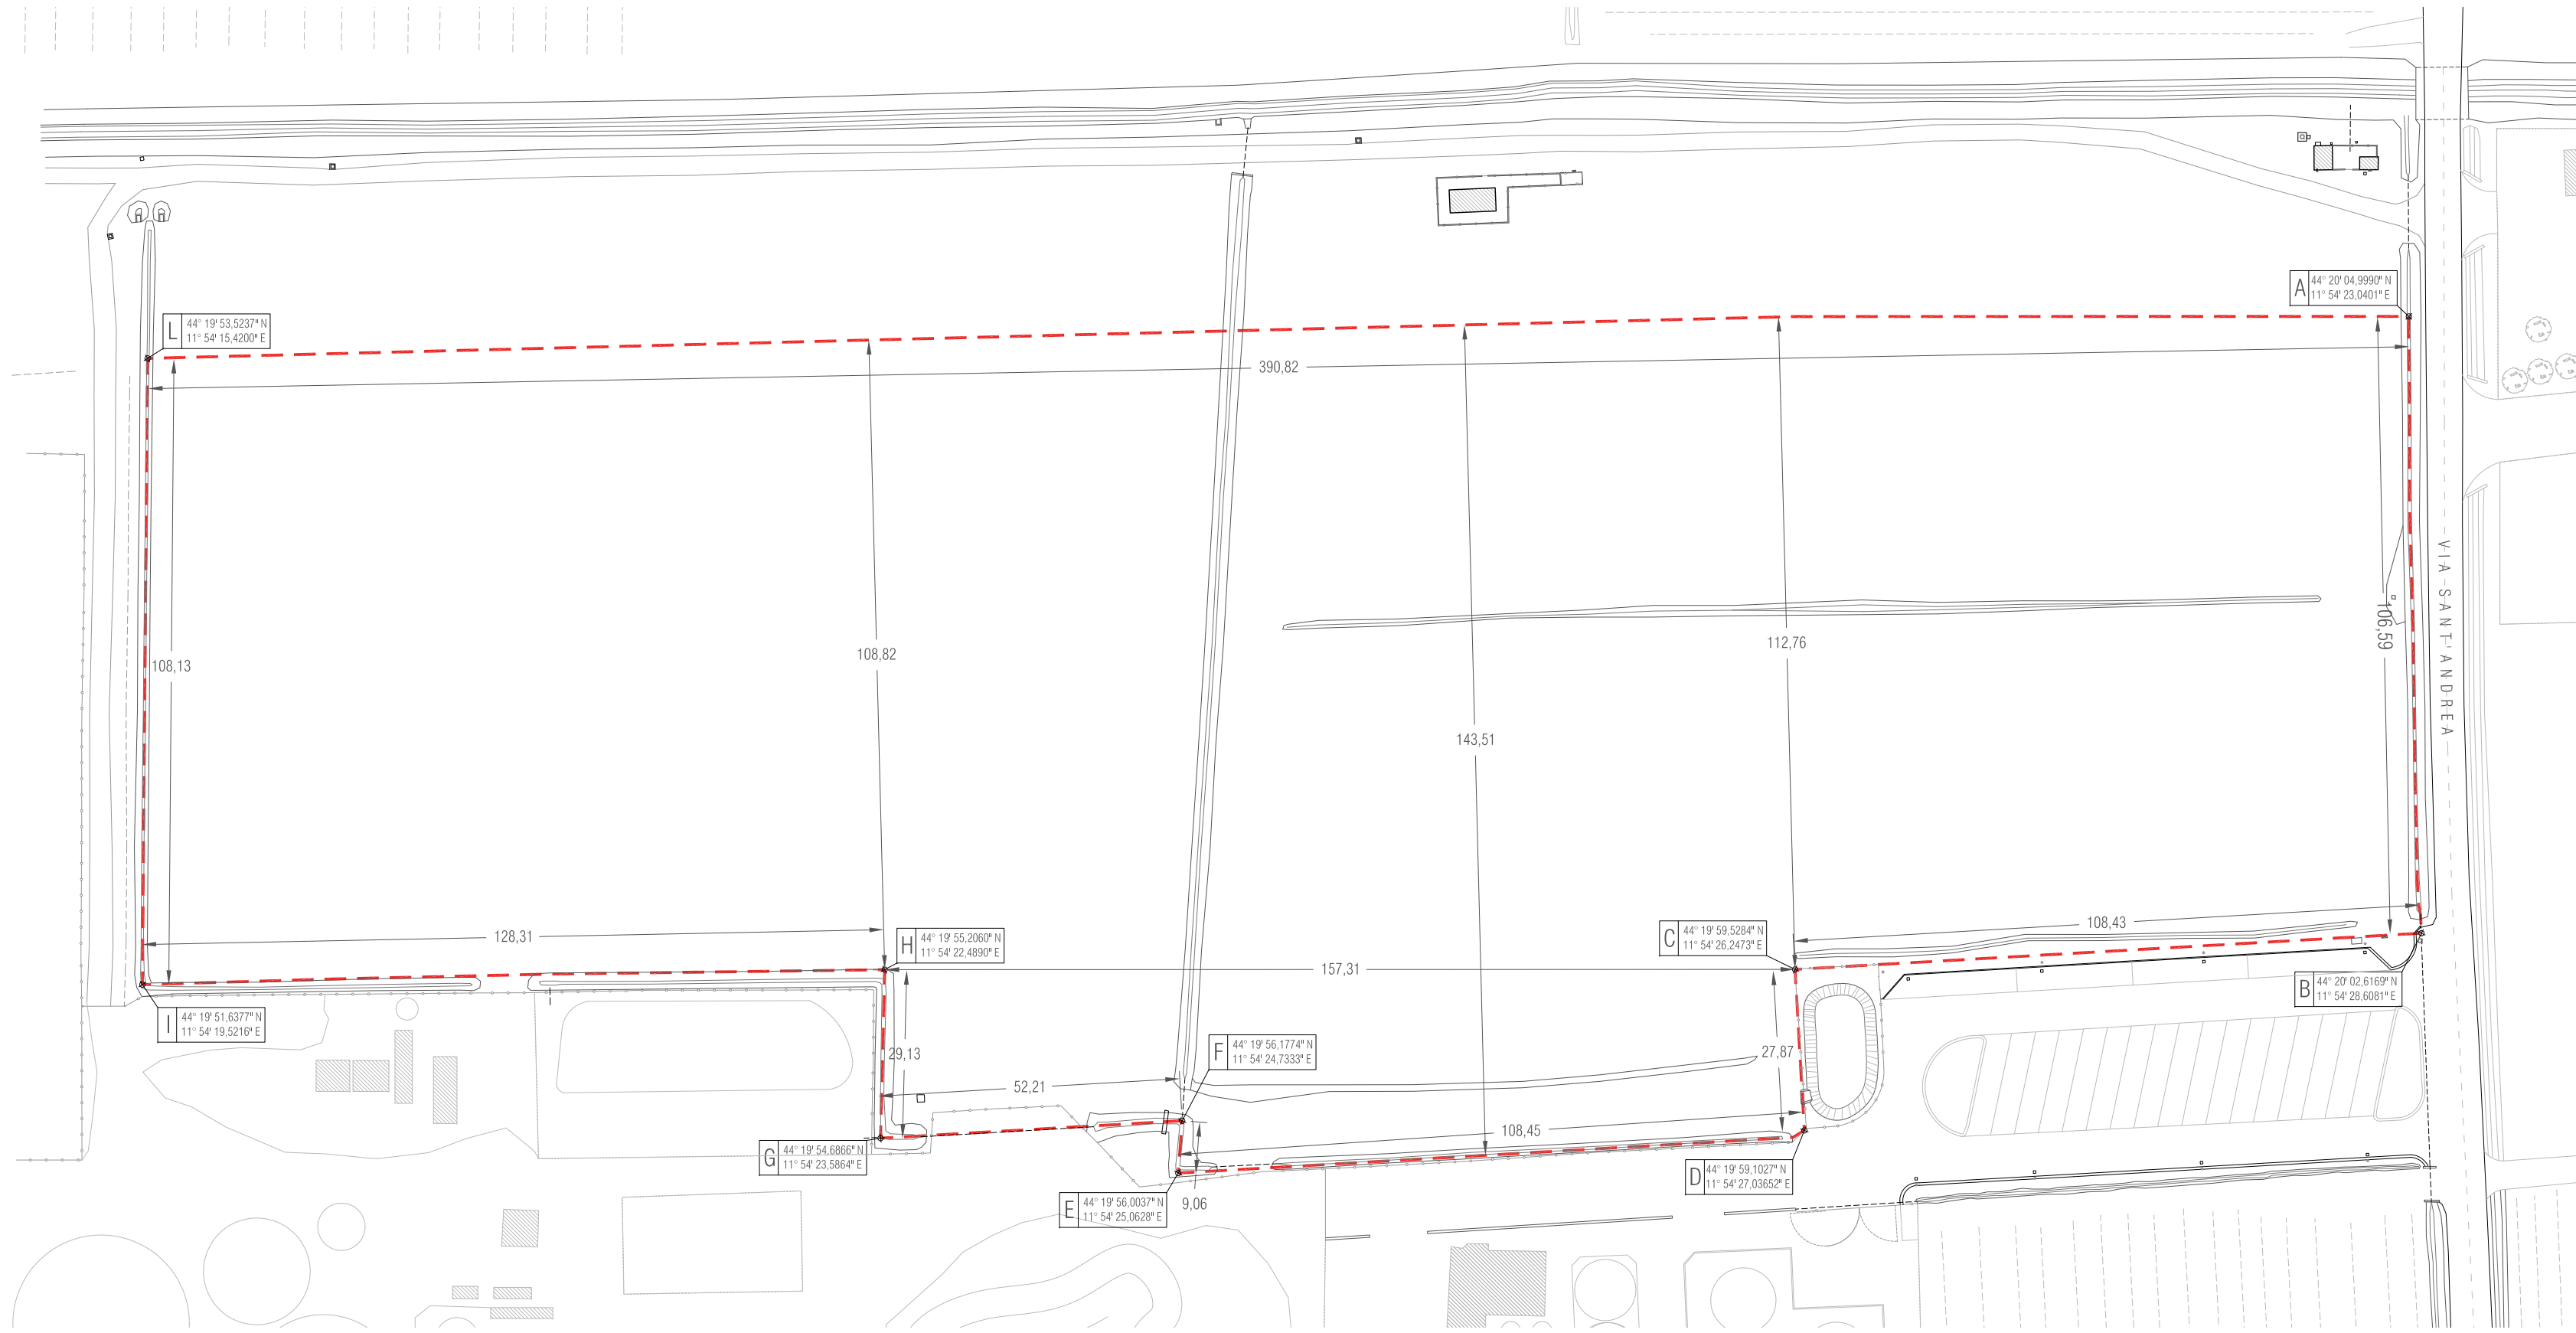 A
44° 20' 04,9990" N
11° 54' 23,0401" E
L
44° 19' 53,5237" N
11° 54' 15,4200" E
390,82
VIA SANT'ANDREA
106,59
112,76
108,82
108,13
143,51
108,43
128,31
H
44° 19' 55,2060" N
11° 54' 22,4890" E
C
44° 19' 59,5284" N
11° 54' 26,2473" E
157,31
B
44° 20' 02,6169" N
11° 54' 28,6081" E
I
44° 19' 51,6377" N
11° 54' 19,5216" E
29,13
F
44° 19' 56,1774" N
11° 54' 24,7333" E
27,87
52,21
108,45
G
44° 19' 54,6866" N
11° 54' 23,5864" E
D
44° 19' 59,1027" N
11° 54' 27,03652" E
E
44° 19' 56,0037" N
11° 54' 25,0628" E
9,06